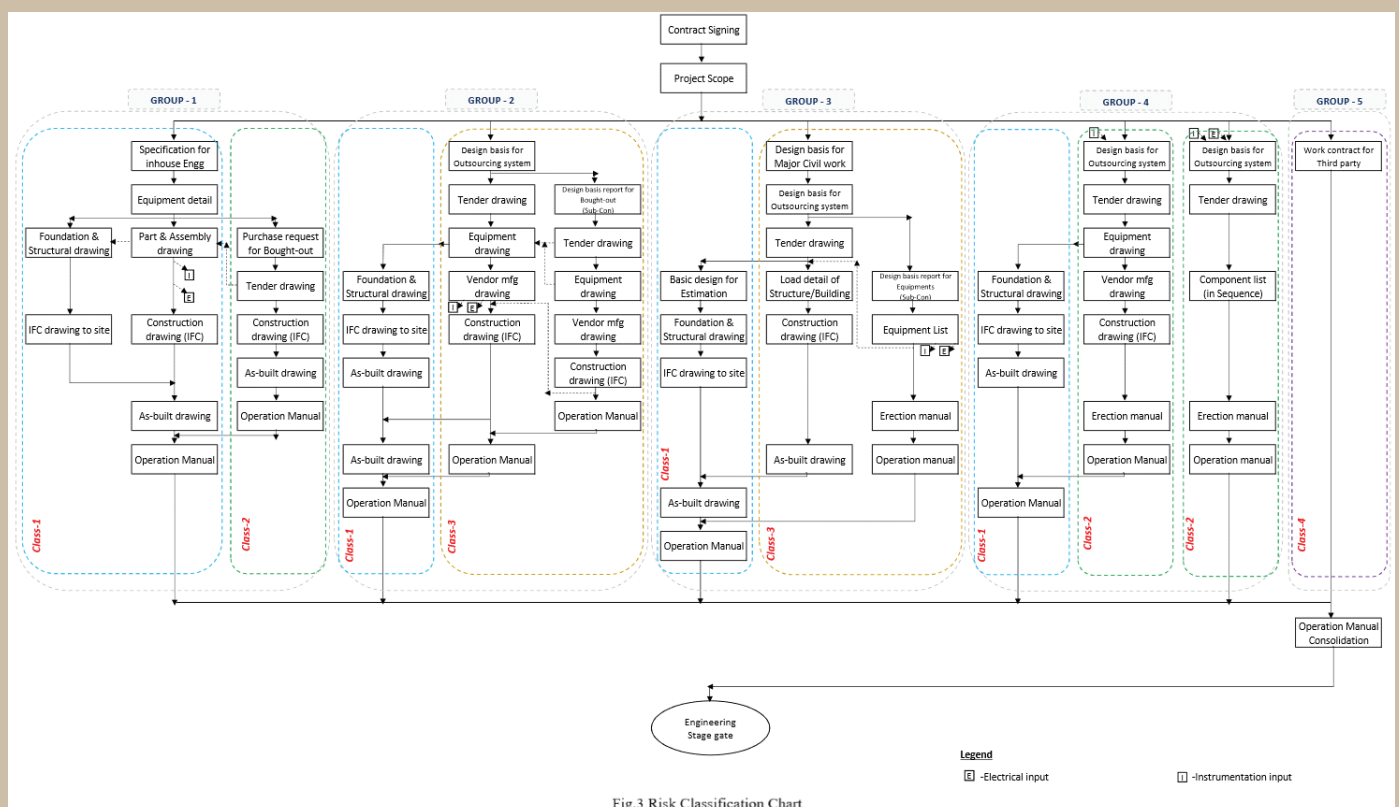 Contract Signing
Project Scope
GROUP - 1
GROUP - 2
GROUP - 3
GROUP - 4
GROUP - 5
Specification for
inhouse Engg
Equipment detail
Foundation &
Structural drawing
Part & Assembly
drawing
Purchase request
for Bought-out
I
E
Tender drawing
IFC drawing to site
Construction
drawing (IFC)
Construction
drawing (IFC)
As-built drawing
As-built drawing
Operation Manual
Operation Manual
Class-1
Class-2
Design basis for
Outsourcing system
Tender drawing
Design basis report for
Bought-out
(Sub-Con)
Equipment
drawing
Tender drawing
Foundation &
Structural drawing
Vendor mfg
drawing
Equipment
drawing
I
E
IFC drawing to site
Construction
drawing (IFC)
Vendor mfg
drawing
As-built drawing
Construction
drawing (IFC)
Operation Manual
As-built drawing
Operation Manual
Operation Manual
Class-1
Class-3
Design basis for
Major Civil work
Design basis for
Outsourcing system
Tender drawing
Basic design for
Estimation
Load detail of
Structure/Building
Design basis report for
Equipments
(Sub-Con)
Foundation &
Structural drawing
Construction
drawing (IFC)
Equipment List
I
E
IFC drawing to site
Erection manual
As-built drawing
Operation manual
As-built drawing
Operation Manual
Class-1
Class-3
I
I
E
Design basis for
Outsourcing system
Design basis for
Outsourcing system
Tender drawing
Tender drawing
Equipment
drawing
Foundation &
Structural drawing
Vendor mfg
drawing
Component list
(in Sequence)
IFC drawing to site
Construction
drawing (IFC)
As-built drawing
Erection manual
Erection manual
Operation Manual
Operation manual
Operation Manual
Class-1
Class-2
Class-2
Work contract for
Third party
Class-4
Operation Manual
Consolidation
Engineering
Stage gate
Legend
E -Electrical input
I -Instrumentation input
Fig.3 Risk Classification Chart